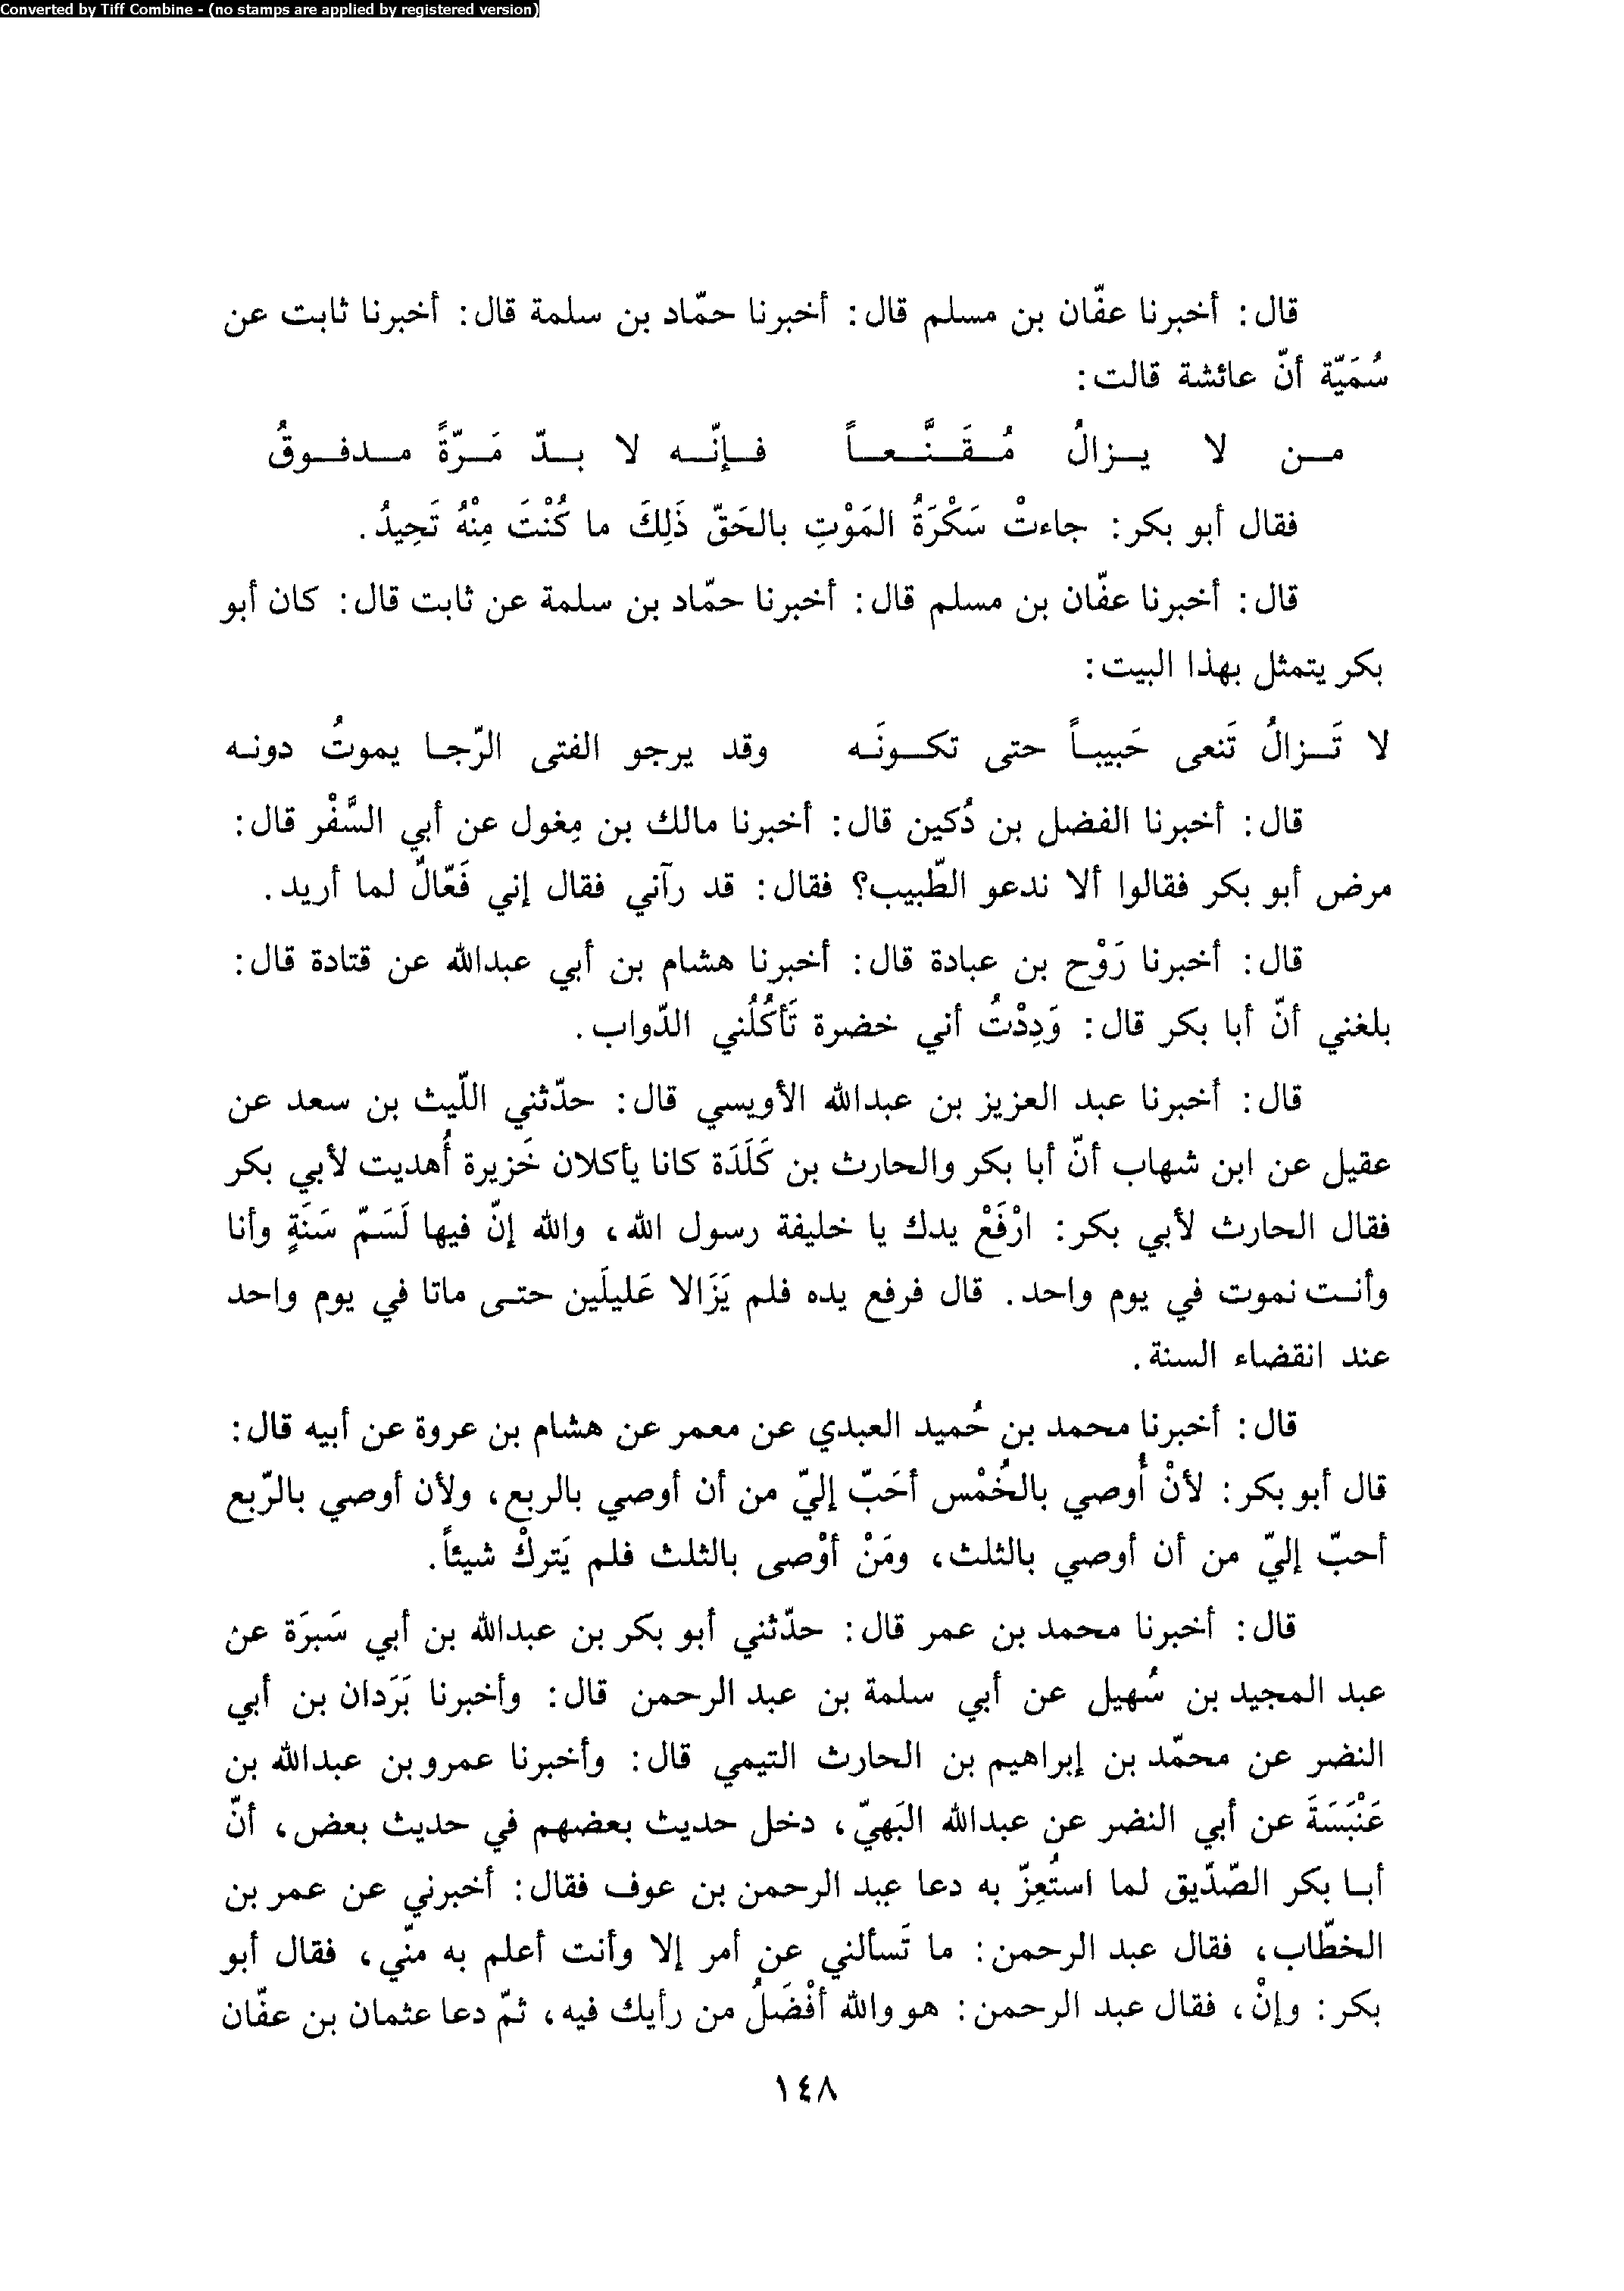 Converted by Tiff Combine - (no stamps are applied by registered version)
قال: أخبرنا عفّان بن مسلم قال: أخبرنا حمّاد بن سلمة قال: أخبرنا ثابت عن
سُمَيّة أنّ عائشة قالت:
من لا يزالُ مُقَنَّعاً فإنّه لا بدّ مَرّةً مدفوقُ
فقال أبو بكر: جاءتْ سَكْرَةُ المَوْتِ بالحَقّ ذَلِكَ ما كُنْتَ مِنْهُ تَحِيدُ.
قال: أخبرنا عفّان بن مسلم قال: أخبرنا حمّاد بن سلمة عن ثابت قال: كان أبو
بكر يتمثل بهذا البيت:
لا تَزالُ تَنعى حَبيباً حتى تكونَه وقد يرجو الفتى الرّجا يموتُ دونه
قال: أخبرنا الفضل بن دُكين قال: أخبرنا مالك بن مِغول عن أبي السَّفْر قال:
مرض أبو بكر فقالوا ألا ندعو الطّبيب؟ فقال: قد رآني فقال إني فَعّالٌ لما أريد.
قال: أخبرنا رَوْح بن عبادة قال: أخبرنا هشام بن أبي عبدالله عن قتادة قال:
بلغني أنّ أبا بكر قال: وَدِدْتُ أني خضرة تَأكُلُني الدّواب.
قال: أخبرنا عبد العزيز بن عبدالله الأويسي قال: حدّثني اللّيث بن سعد عن
عقيل عن ابن شهاب أنّ أبا بكر والحارث بن كَلَدَة كانا يأكلان خَزيرة أُهديت لأبي بكر
فقال الحارث لأبي بكر: ارْفَعْ يدك يا خليفة رسول الله، والله إنّ فيها لَسَمّ سَنَةٍ وأنا
وأنت نموت في يوم واحد. قال فرفع يده فلم يَزَالا عَليلَين حتى ماتا في يوم واحد
عند انقضاء السنة.
قال: أخبرنا محمد بن حُميد العبدي عن معمر عن هشام بن عروة عن أبيه قال:
قال أبو بكر: لأنْ أُوصي بالخُمْس أحَبّ إليّ من أن أوصي بالربع، ولأن أوصي بالرّبع
أحبّ إليّ من أن أوصي بالثلث، ومَنْ أوْصى بالثلث فلم يَتركْ شيئاً.
قال: أخبرنا محمد بن عمر قال: حدّثني أبو بكر بن عبدالله بن أبي سَبرَة عن
عبد المجيد بن سُهيل عن أبي سلمة بن عبد الرحمن قال: وأخبرنا بَرَدان بن أبي
النضر عن محمّد بن إبراهيم بن الحارث التيمي قال: وأخبرنا عمرو بن عبدالله بن
عَنْبَسَةَ عن أبي النضر عن عبدالله البَهيّ، دخل حديث بعضهم في حديث بعض، أنّ
أبا بكر الصّدّيق لما استُعِزّ به دعا عبد الرحمن بن عوف فقال: أخبرني عن عمر بن
الخطّاب، فقال عبد الرحمن: ما تَسألني عن أمر إلا وأنت أعلم به منّي، فقال أبو
بكر: وإنْ، فقال عبد الرحمن: هو والله أفْضَلُ من رأيك فيه، ثمّ دعا عثمان بن عفّان
١٤٨